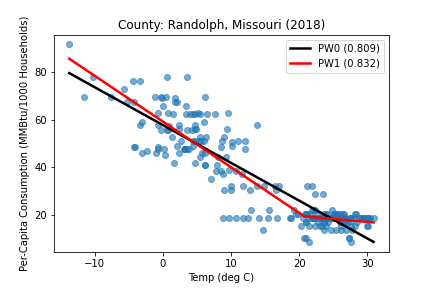 County: Randolph, Missouri (2018)
Per-Capita Consumption (MMBtu/1000 Households)
80
60
40
20
PW0 (0.809)
PW1 (0.832)
−10 0 10 20 30
Temp (deg C)